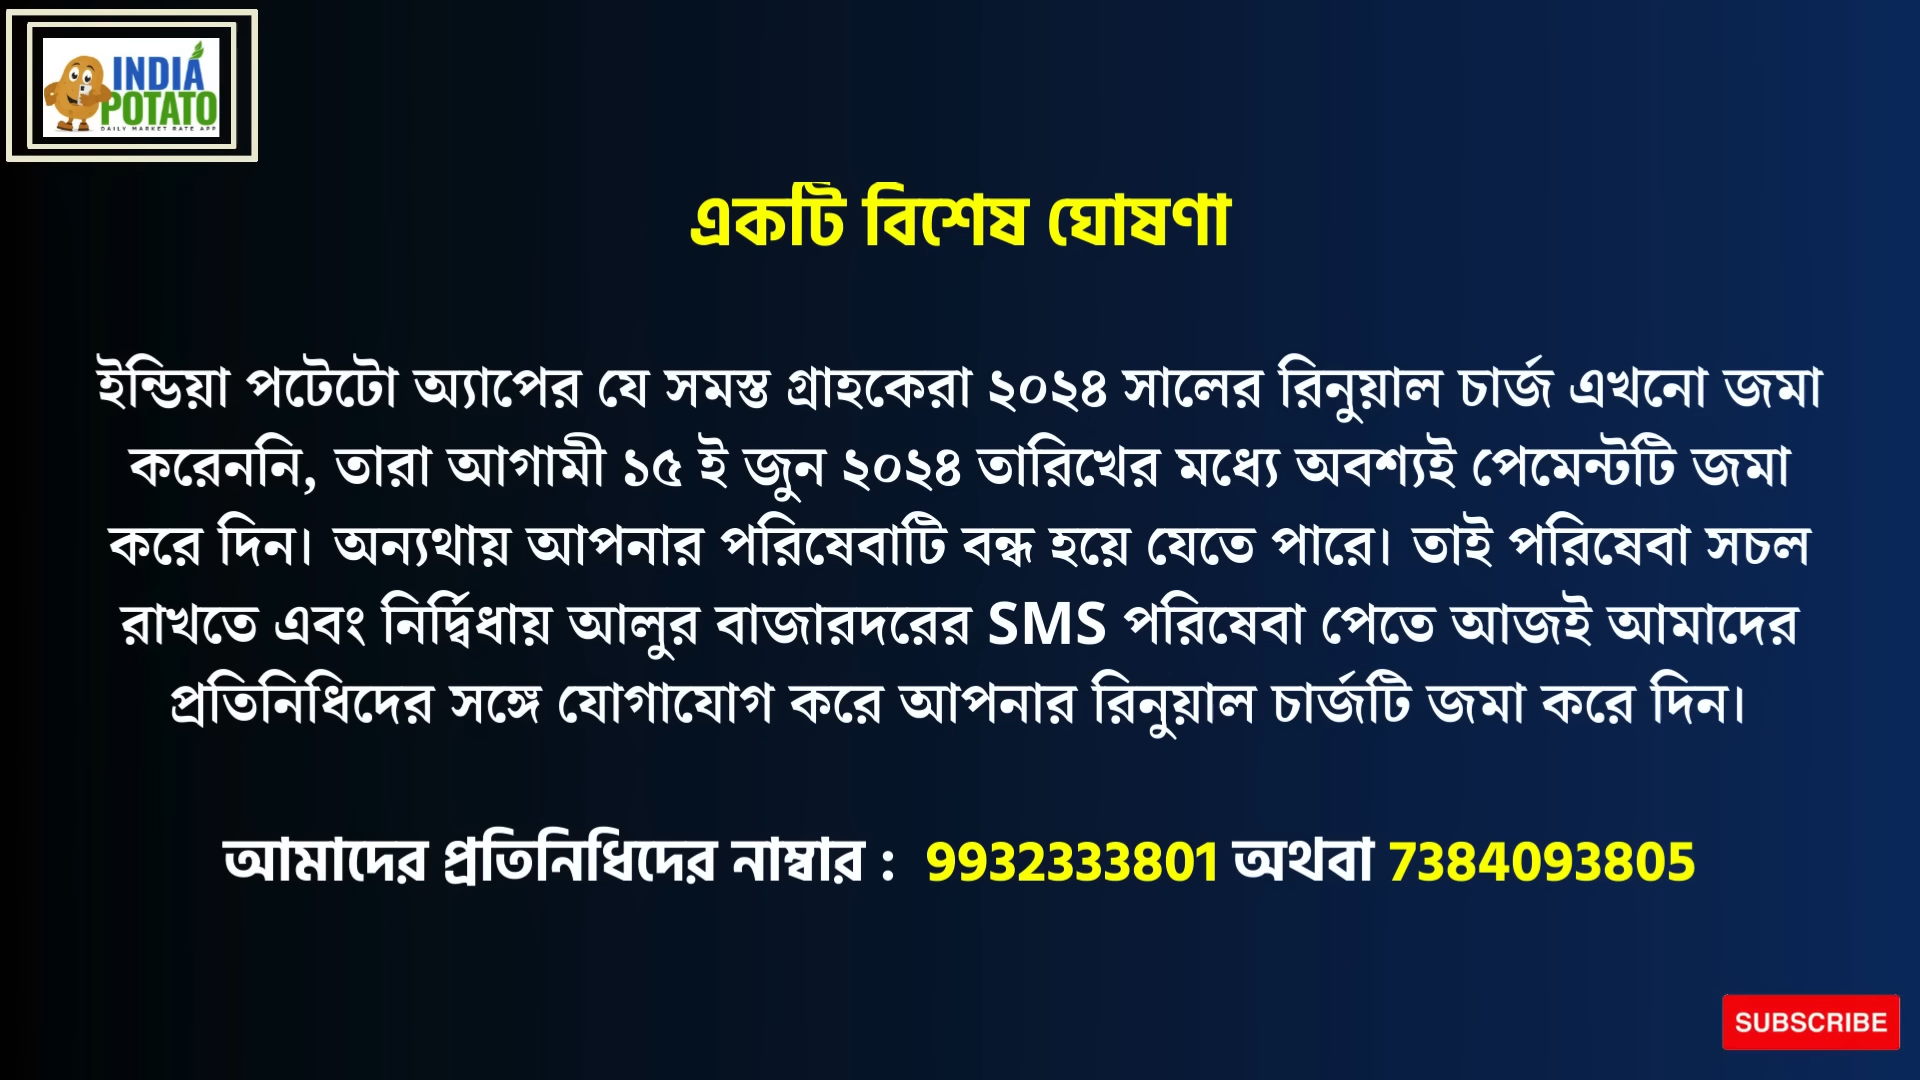 INDIA
POTATO
DAILY MARKET RATE APP
একটি বিশেষ ঘোষণা
ইন্ডিয়া পটেটো অ্যাপের যে সমস্ত গ্রাহকেরা ২০২৪ সালের রিনুয়াল চার্জ এখনো জমা
করেননি, তারা আগামী ১৫ ই জুন ২০২৪ তারিখের মধ্যে অবশ্যই পেমেন্টটি জমা
করে দিন। অন্যথায় আপনার পরিষেবাটি বন্ধ হয়ে যেতে পারে। তাই পরিষেবা সচল
রাখতে এবং নির্দ্বিধায় আলুর বাজারদরের SMS পরিষেবা পেতে আজই আমাদের
প্রতিনিধিদের সঙ্গে যোগাযোগ করে আপনার রিনুয়াল চার্জটি জমা করে দিন।
আমাদের প্রতিনিধিদের নাম্বার : 9932333801 অথবা 7384093805
SUBSCRIBE